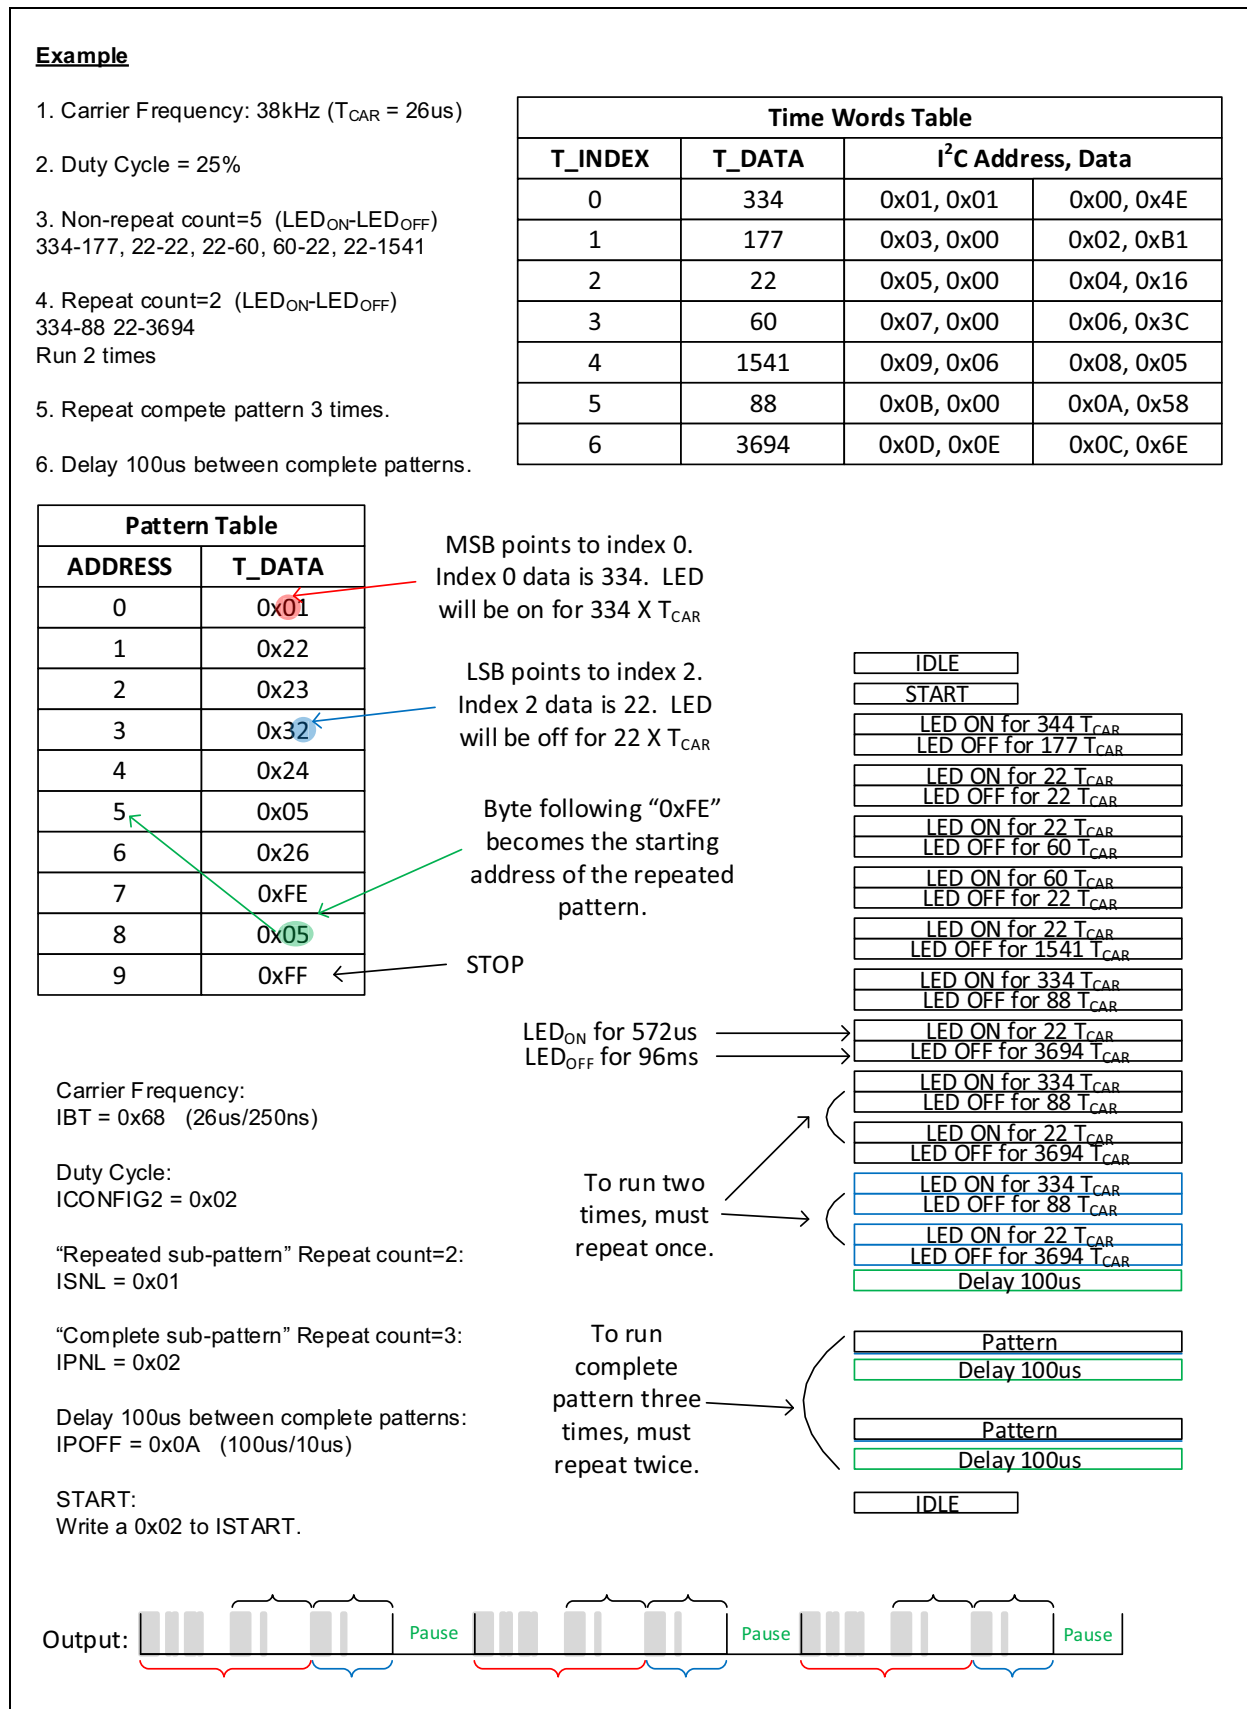 Example
1. Carrier Frequency: 38kHz (TCAR = 26us)
2. Duty Cycle = 25%
3. Non-repeat count=5 (LEDON-LEDOFF)
334-177, 22-22, 22-60, 60-22, 22-1541
4. Repeat count=2 (LEDON-LEDOFF)
334-88 22-3694
Run 2 times
5. Repeat compete pattern 3 times.
6. Delay 100us between complete patterns.
Time Words Table
T_INDEX T_DATA I2C Address, Data
0 334 0x01, 0x01 0x00, 0x4E
1 177 0x03, 0x00 0x02, 0xB1
2 22 0x05, 0x00 0x04, 0x16
3 60 0x07, 0x00 0x06, 0x3C
4 1541 0x09, 0x06 0x08, 0x05
5 88 0x0B, 0x00 0x0A, 0x58
6 3694 0x0D, 0x0E 0x0C, 0x6E
Pattern Table
ADDRESS T_DATA
0 0x01
1 0x22
2 0x23
3 0x32
4 0x24
5 0x05
6 0x26
7 0xFE
8 0x05
9 0xFF
MSB points to index 0.
Index 0 data is 334. LED
will be on for 334 X TCAR
LSB points to index 2.
Index 2 data is 22. LED
will be off for 22 X TCAR
Byte following “0xFE”
becomes the starting
address of the repeated
pattern.
STOP
LEDON for 572us
LEDOFF for 96ms
To run two
times, must
repeat once.
To run
complete
pattern three
times, must
repeat twice.
IDLE
START
LED ON for 344 TCAR
LED OFF for 177 TCAR
LED ON for 22 TCAR
LED OFF for 22 TCAR
LED ON for 22 TCAR
LED OFF for 60 TCAR
LED ON for 60 TCAR
LED OFF for 22 TCAR
LED ON for 22 TCAR
LED OFF for 1541 TCAR
LED ON for 334 TCAR
LED OFF for 88 TCAR
LED ON for 22 TCAR
LED OFF for 3694 TCAR
LED ON for 334 TCAR
LED OFF for 88 TCAR
LED ON for 22 TCAR
LED OFF for 3694 TCAR
LED ON for 334 TCAR
LED OFF for 88 TCAR
LED ON for 22 TCAR
LED OFF for 3694 TCAR
Delay 100us
Pattern
Delay 100us
Pattern
Delay 100us
IDLE
Carrier Frequency:
IBT = 0x68 (26us/250ns)
Duty Cycle:
ICONFIG2 = 0x02
“Repeated sub-pattern” Repeat count=2:
ISNL = 0x01
“Complete sub-pattern” Repeat count=3:
IPNL = 0x02
Delay 100us between complete patterns:
IPOFF = 0x0A (100us/10us)
START:
Write a 0x02 to ISTART.
Output: Pause Pause Pause